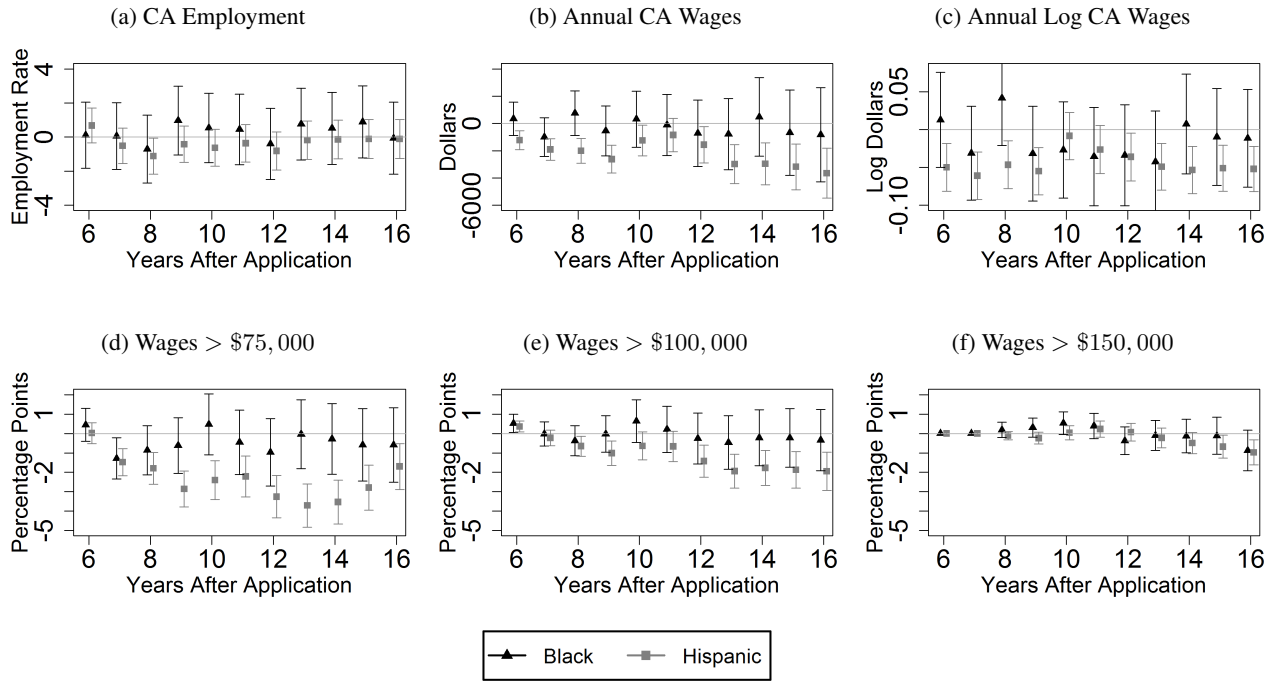 (a) CA Employment
(b) Annual CA Wages
(c) Annual Log CA Wages
Employment Rate
4
0
-4
6 8 10 12 14 16
Years After Application
Dollars
0
-6000
6 8 10 12 14 16
Years After Application
Log Dollars
0.05
-0.10
6 8 10 12 14 16
Years After Application
(d) Wages > $75,000
(e) Wages > $100,000
(f) Wages > $150,000
Percentage Points
1
-2
-5
6 8 10 12 14 16
Years After Application
Percentage Points
1
-2
-5
6 8 10 12 14 16
Years After Application
Percentage Points
1
-2
-5
6 8 10 12 14 16
Years After Application
Black Hispanic